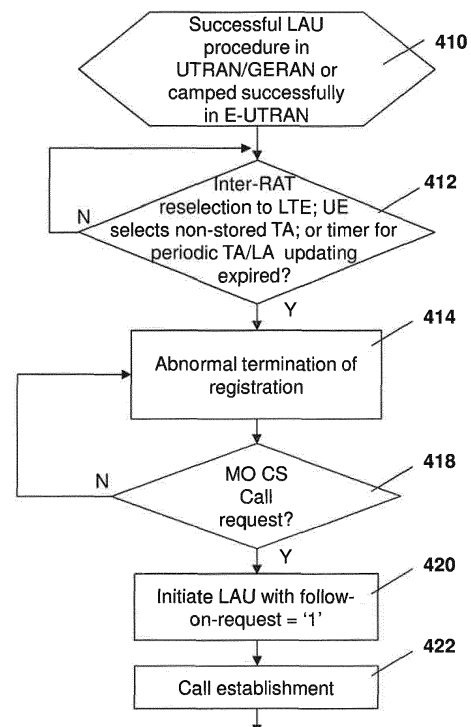 Successful LAU
procedure in
UTRAN/GERAN or
camped successfully
in E-UTRAN
410
Inter-RAT
reselection to LTE; UE
selects non-stored TA; or timer for
periodic TA/LA updating
expired?
412
N
Y
414
Abnormal termination of
registration
418
MO CS
Call
request?
N
Y
420
Initiate LAU with follow-
on-request = ‘1’
422
Call establishment